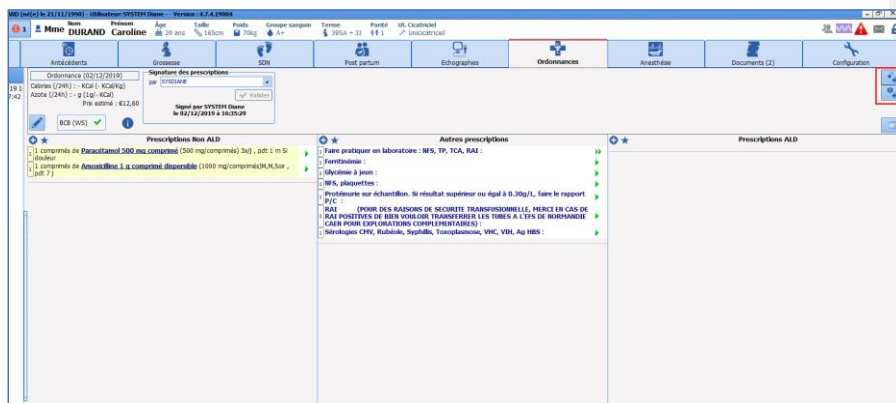 (né(e) le 21/11/1990) - Utilisateur: SYSTEM Diane - - Version : 4.7.4.19004
1 Mme Nom DURAND Prénom Caroline Âge 29 ans Taille 165cm Poids 70kg Groupe sanguin A+ Terme 39SA + 3J Parité 1 Ut. Cicatriciel Unicicatriciel
Antécédents Grossesse SDN Post partum Echographies Ordonnances Anesthésie Documents (2) Configuration
Ordonnance (02/12/2019)
Calories (/24h) : - KCal (- KCal/Kg)
Azote (/24h) : - g (1g/- KCal)
Prix estimé : €12,60
BCB (WS)
Signature des prescriptions
par SYSDIANE
Valider
Signé par SYSTEM Diane
le 02/12/2019 à 16:35:29
19 1
7:42
Prescriptions Non ALD
1 comprimés de Paracétamol 500 mg comprimé (500 mg/comprimés) 3x/j , pdt 1 m Si
douleur
1 comprimés de Amoxicilline 1 g comprimé dispersible (1000 mg/comprimés)M,M,Soir ,
pdt 7 j
Autres prescriptions
Faire pratiquer en laboratoire : NFS, TP, TCA, RAI :
Ferritinémie :
Glycémie à jeun :
NFS, plaquettes :
Protéinurie sur échantillon. Si résultat supérieur ou égal à 0.30g/L, faire le rapport
P/C :
RAI (POUR DES RAISONS DE SECURITE TRANSFUSIONNELLE, MERCI EN CAS DE
RAI POSITIVES DE BIEN VOULOIR TRANSFERRER LES TUBES A L'EFS DE NORMANDIE
CAEN POUR EXPLORATIONS COMPLEMENTAIRES) :
Sérologies CMV, Rubéole, Syphilis, Toxoplasmose, VHC, VIH, Ag HBS :
Prescriptions ALD